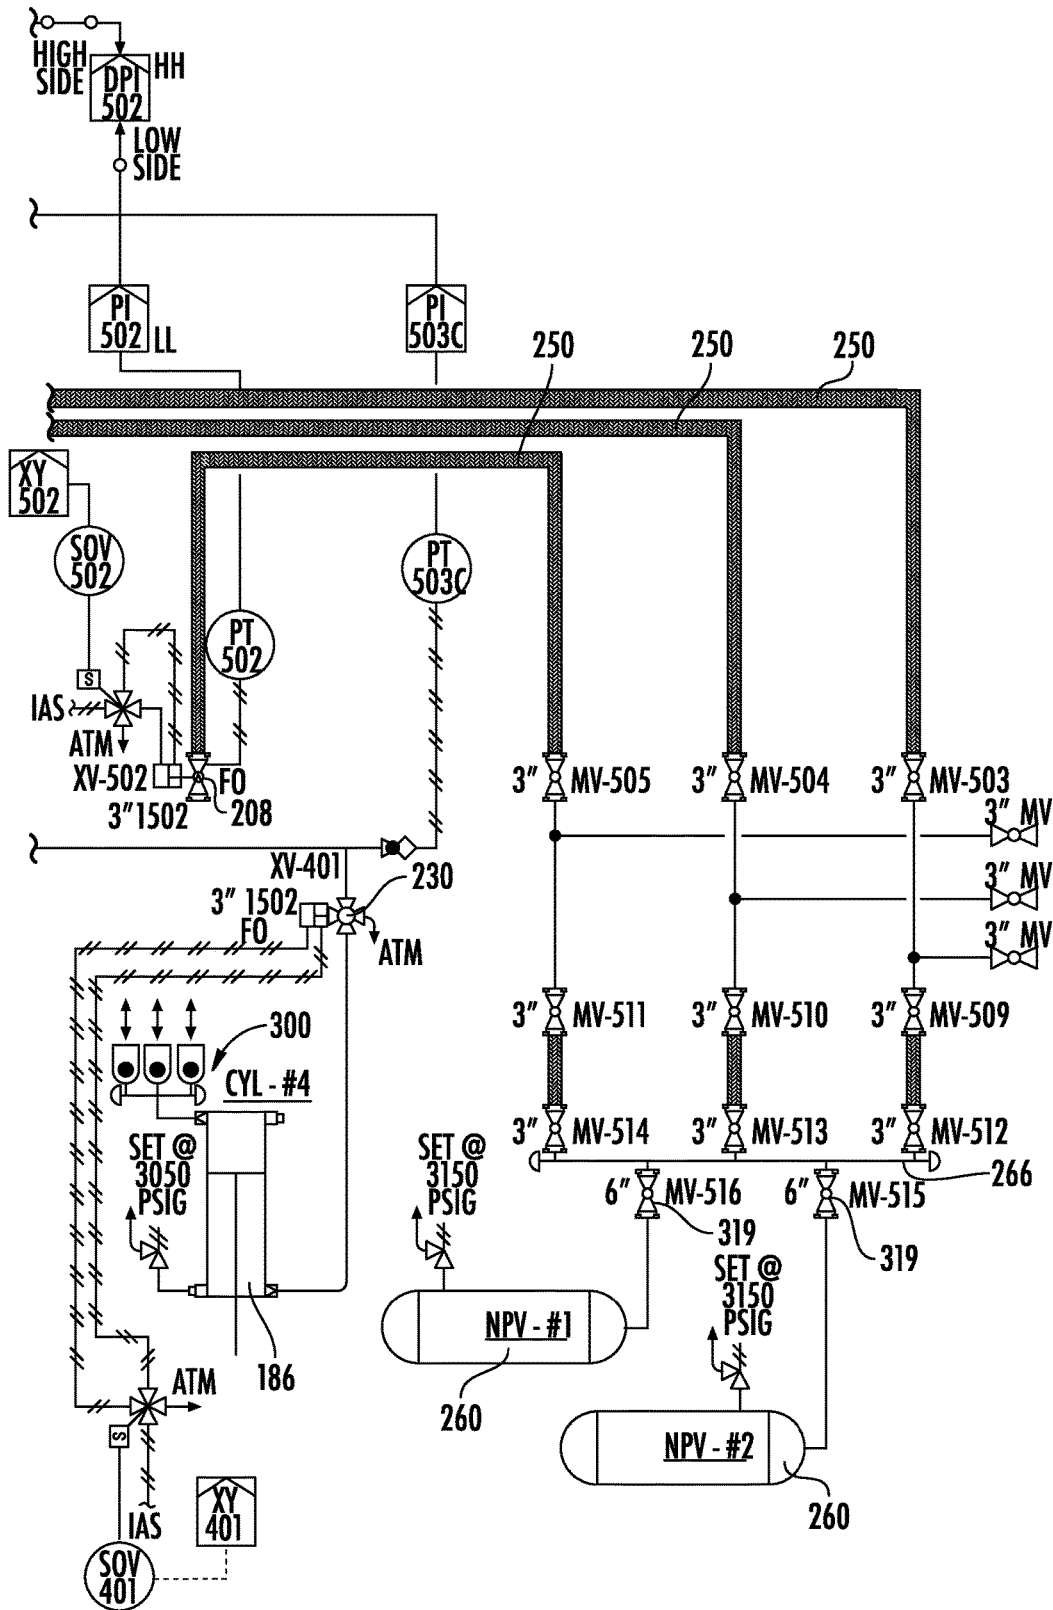 HIGH
SIDE
DPI
502
HH
LOW
SIDE
PI
502
LL
PI
503C
250
250
250
XY
502
SOV
502
PT
503C
PT
502
S
IAS
ATM
XV-502
FO
208
3" 1502
3"
MV-505
3"
MV-504
3"
MV-503
3" MV
3" MV
3" MV
XV-401
230
3" 1502
FO
ATM
300
CYL - #4
3"
MV-511
3"
MV-510
3"
MV-509
3"
MV-514
3"
MV-513
3"
MV-512
266
SET @
3050
PSIG
SET @
3150
PSIG
6"
MV-516
6"
MV-515
319
319
SET @
3150
PSIG
NPV - #1
186
260
ATM
S
NPV - #2
260
IAS
XY
401
SOV
401